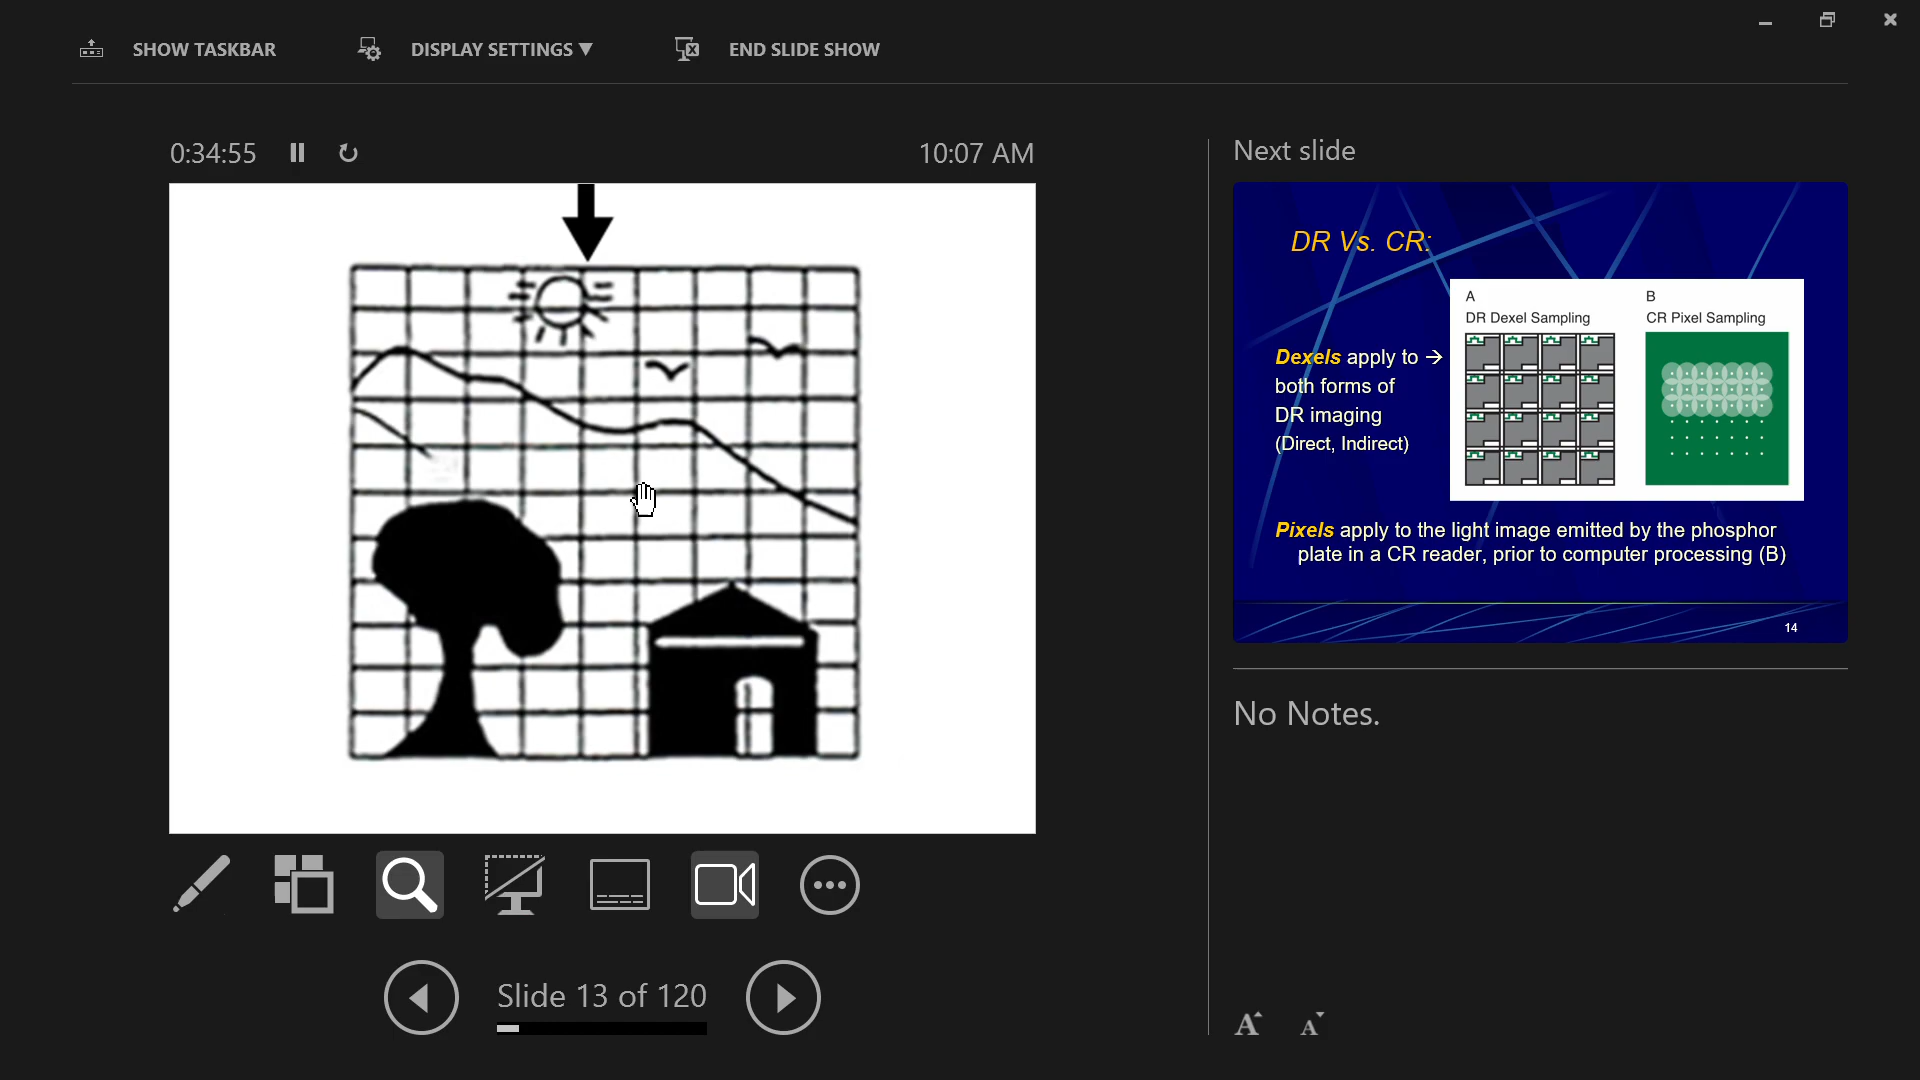 SHOW TASKBAR
DISPLAY SETTINGS ▼
END SLIDE SHOW
0:34:55
10:07 AM
Slide 13 of 120
Next slide
DR Vs. CR:
A
DR Dexel Sampling
B
CR Pixel Sampling
Dexels apply to →
both forms of
DR imaging
(Direct, Indirect)
Pixels apply to the light image emitted by the phosphor
plate in a CR reader, prior to computer processing (B)
14
No Notes.
A A